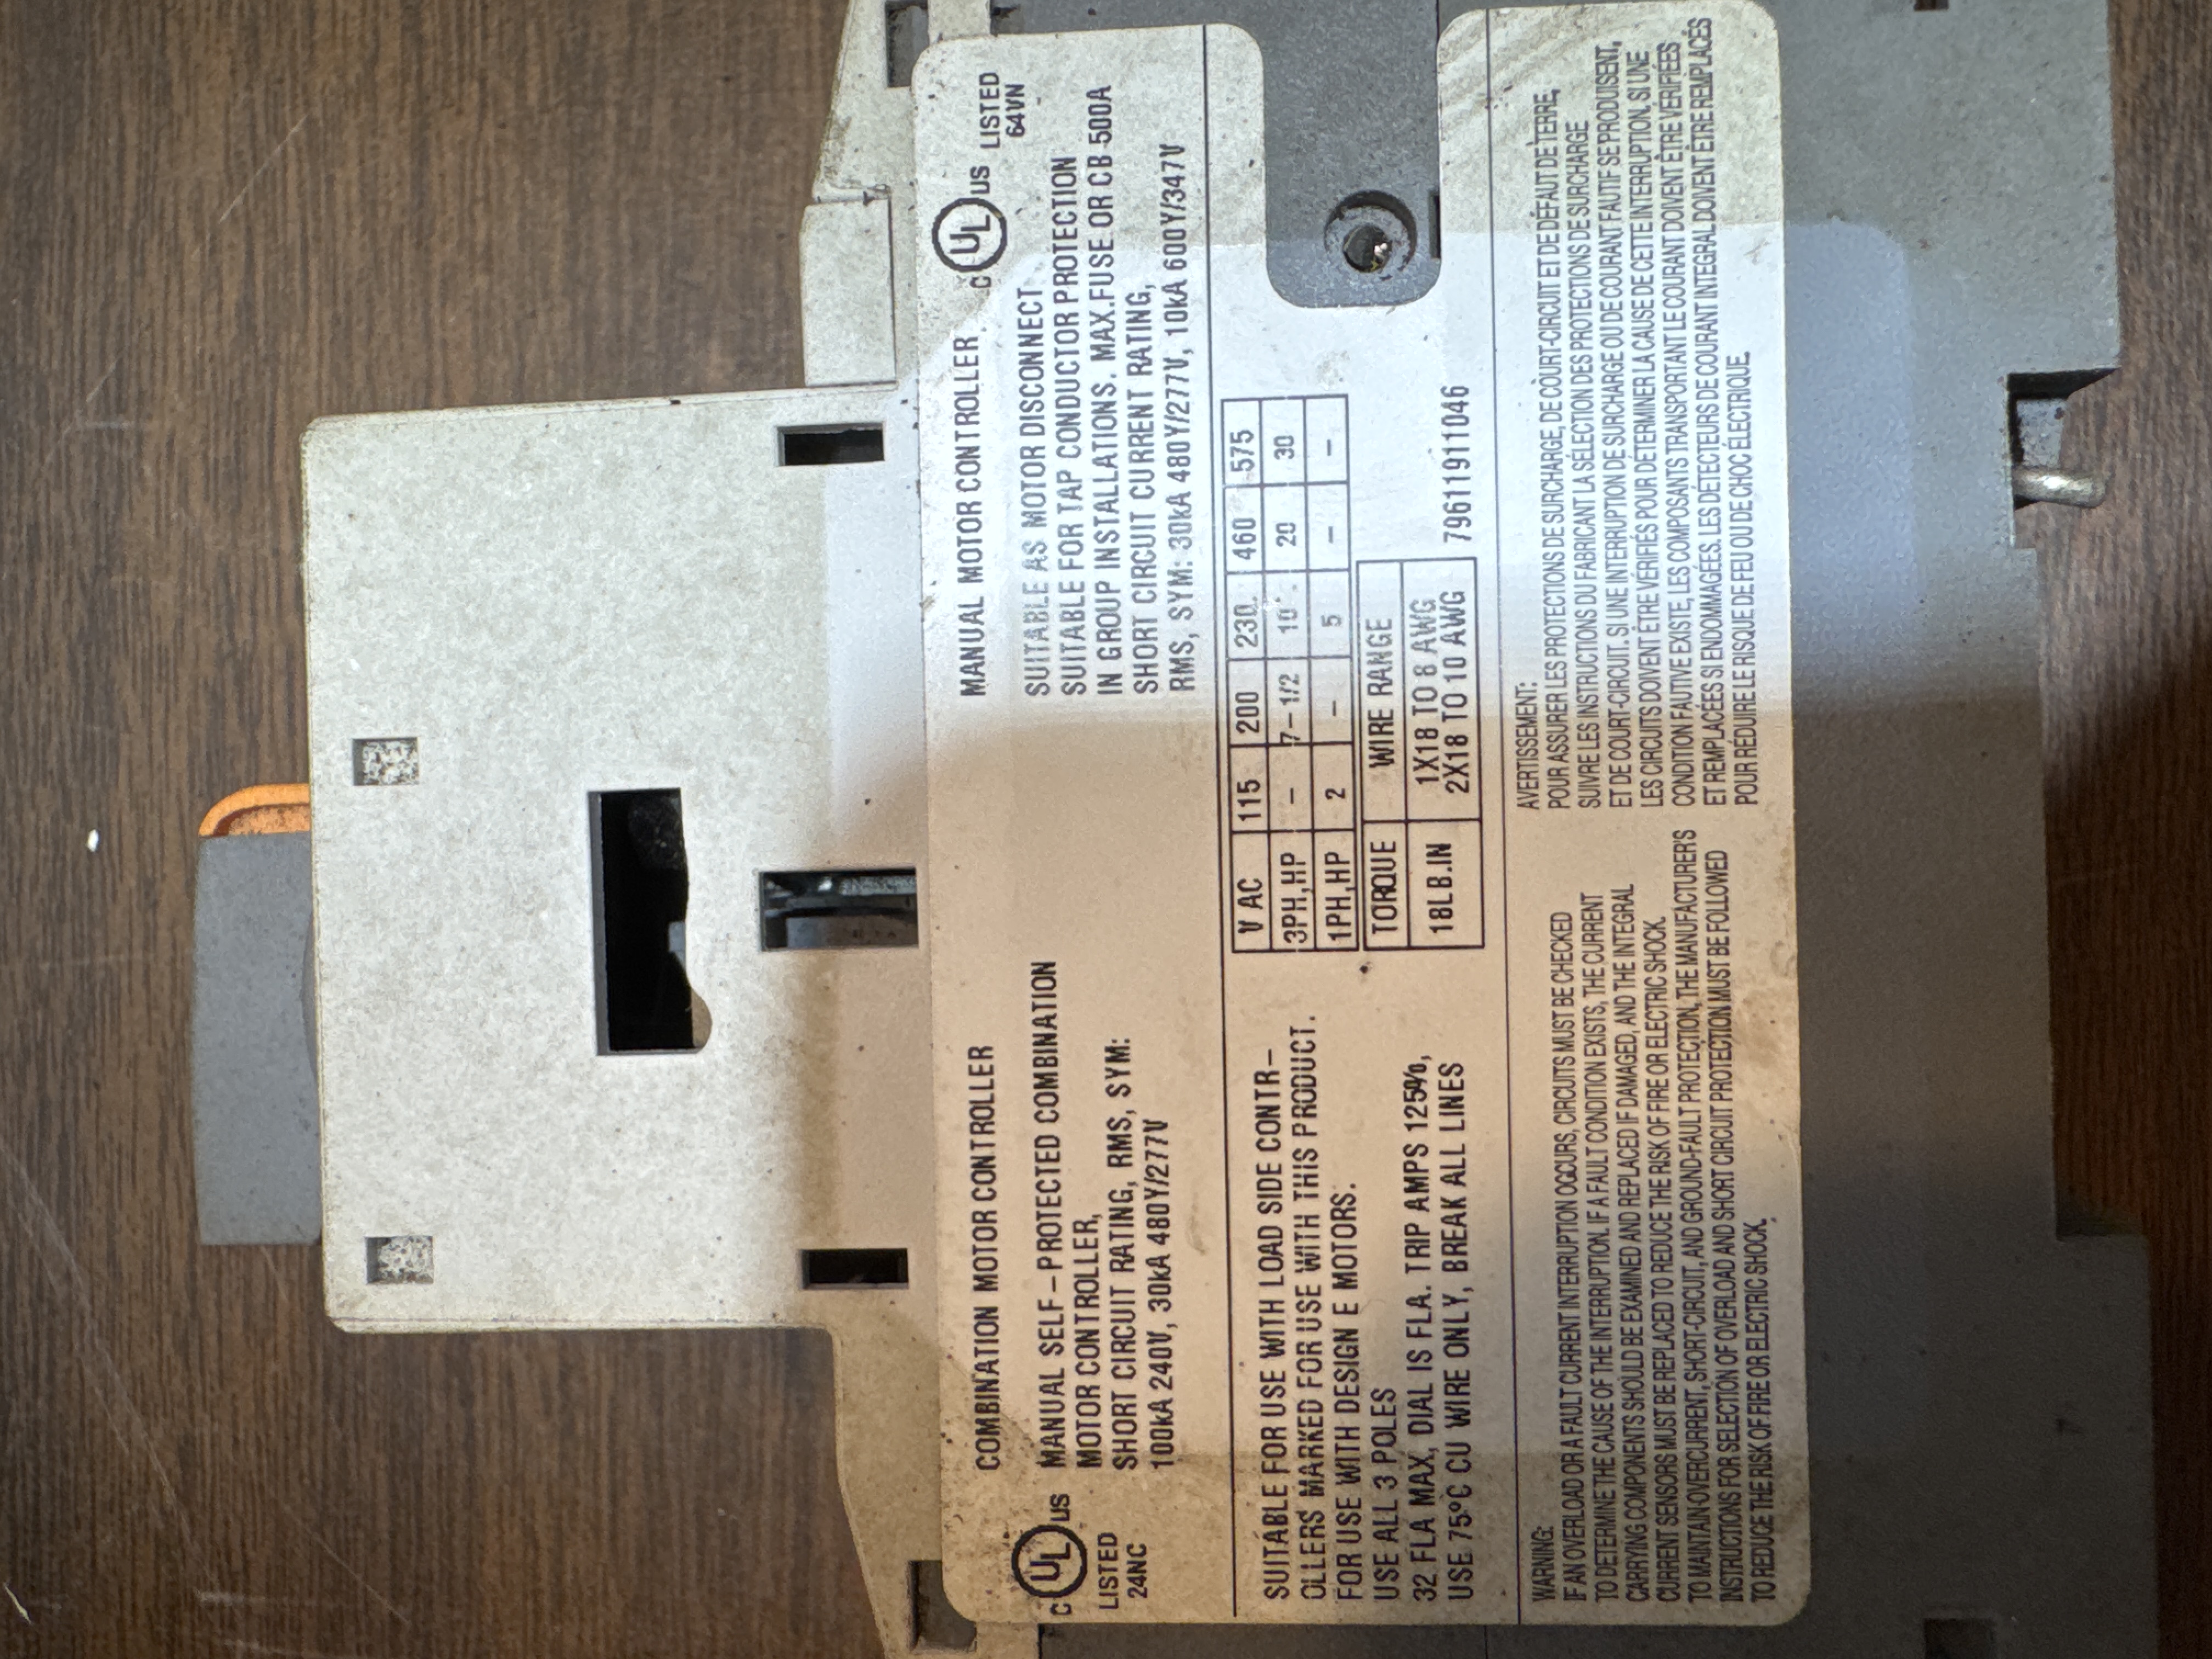 COMBINATION MOTOR CONTROLLER
C UL US
LISTED
24NC
MANUAL SELF-PROTECTED COMBINATION
MOTOR CONTROLLER,
SHORT CIRCUIT RATING, RMS, SYM:
100kA 240V, 30kA 480Y/277V
MANUAL MOTOR CONTROLLER
C UL US LISTED
64VN
SUITABLE AS MOTOR DISCONNECT
SUITABLE FOR TAP CONDUCTOR PROTECTION
IN GROUP INSTALLATIONS. MAX.FUSE OR CB 500A
SHORT CIRCUIT CURRENT RATING,
RMS, SYM: 30kA 480Y/277V, 10kA 600Y/347V
SUITABLE FOR USE WITH LOAD SIDE CONTR-
OLLERS MARKED FOR USE WITH THIS PRODUCT.
FOR USE WITH DESIGN E MOTORS.
USE ALL 3 POLES
32 FLA MAX, DIAL IS FLA. TRIP AMPS 125%,
USE 75ºC CU WIRE ONLY, BREAK ALL LINES
V AC 115 200 230 460 575
3PH,HP - 7-1/2 10 20 30
1PH,HP 2 - 5 - -
TORQUE WIRE RANGE
18LB.IN 1X18 TO 8 AWG
2X18 TO 10 AWG
79611911046
WARNING:
IF AN OVERLOAD OR A FAULT CURRENT INTERRUPTION OCCURS, CIRCUITS MUST BE CHECKED
TO DETERMINE THE CAUSE OF THE INTERRUPTION. IF A FAULT CONDITION EXISTS, THE CURRENT
CARRYING COMPONENTS SHOULD BE EXAMINED AND REPLACED IF DAMAGED, AND THE INTEGRAL
CURRENT SENSORS MUST BE REPLACED TO REDUCE THE RISK OF FIRE OR ELECTRIC SHOCK.
TO MAINTAIN OVERCURRENT, SHORT-CIRCUIT, AND GROUND-FAULT PROTECTION, THE MANUFACTURER'S
INSTRUCTIONS FOR SELECTION OF OVERLOAD AND SHORT CIRCUIT PROTECTION MUST BE FOLLOWED
TO REDUCE THE RISK OF FIRE OR ELECTRIC SHOCK.
AVERTISSEMENT:
POUR ASSURER LES PROTECTIONS DE SURCHARGE, DE COURT-CIRCUIT ET DE DÉFAUT DE TERRE,
SUIVRE LES INSTRUCTIONS DU FABRICANT LA SÉLECTION DES PROTECTIONS DE SURCHARGE
ET DE COURT-CIRCUIT. SI UNE INTERRUPTION DE SURCHARGE OU DE COURANT FAUTIF SE PRODUISENT,
LES CIRCUITS DOIVENT ÊTRE VÉRIFIÉS POUR DÉTERMINER LA CAUSE DE CETTE INTERRUPTION. SI UNE
CONDITION FAUTIVE EXISTE, LES COMPOSANTS TRANSPORTANT LE COURANT DOIVENT ÊTRE VÉRIFIÉES
ET REMPLACÉES SI ENDOMMAGÉES. LES DETECTEURS DE COURANT INTEGRAL DOIVENT ÊTRE REMPLACÉS
POUR RÉDUIRE LE RISQUE DE FEU OU DE CHOC ÉLECTRIQUE.